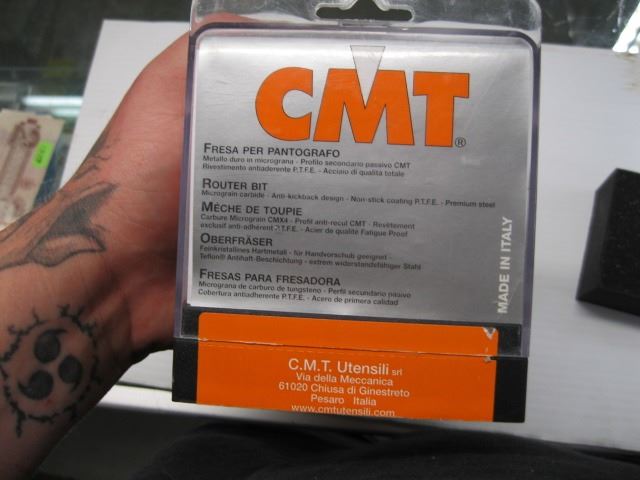 CMT®
FRESA PER PANTOGRAFO
Metallo duro in micrograna - Profilo secondario passivo CMT
Rivestimento antiaderente P.T.F.E. - Acciaio di qualità totale
ROUTER BIT
Micrograin carbide - Anti-kickback design - Non-stick coating P.T.F.E. - Premium steel
MÈCHE DE TOUPIE
Carbure Micrograin CMX4 - Profil anti-recul CMT - Revêtement
exclusif anti-adhérent P.T.F.E. - Acier de qualité Fatigue Proof
OBERFRÄSER
Feinkristallines Hartmetall - für Handvorschub geeignet
Teflon® Antihaft-Beschichtung - extrem widerstandsfähiger Stahl
FRESAS PARA FRESADORA
Micrograna de carburo de tungsteno - Perfil secundario
Cobertura antiadherente P.T.F.E. - Acero de primera calidad
MADE IN ITALY
C.M.T. Utensili srl
Via della Meccanica
61020 Chiusa di Ginestreto
Pesaro Italia
www.cmtutensili.com